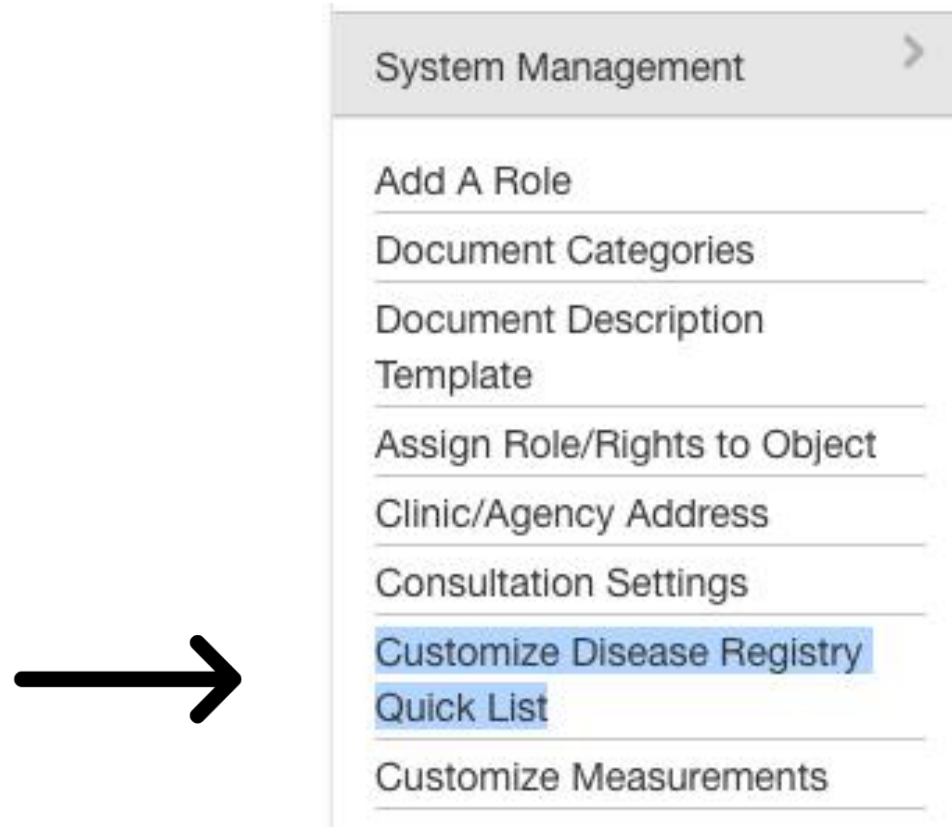 System Management
Add A Role
Document Categories
Document Description
Template
Assign Role/Rights to Object
Clinic/Agency Address
Consultation Settings
Customize Disease Registry
Quick List
Customize Measurements